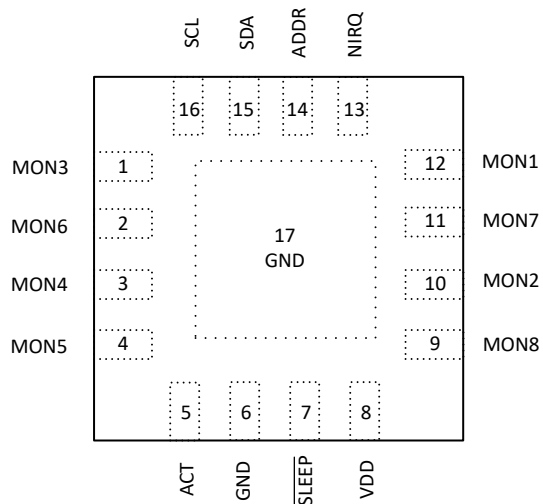 SCL SDA ADDR NIRQ
16 15 14 13
MON3 1 12 MON1
MON6 2 11 MON7
17
GND
MON4 3 10 MON2
MON5 4 9 MON8
5 6 7 8
ACT GND SLEEP VDD